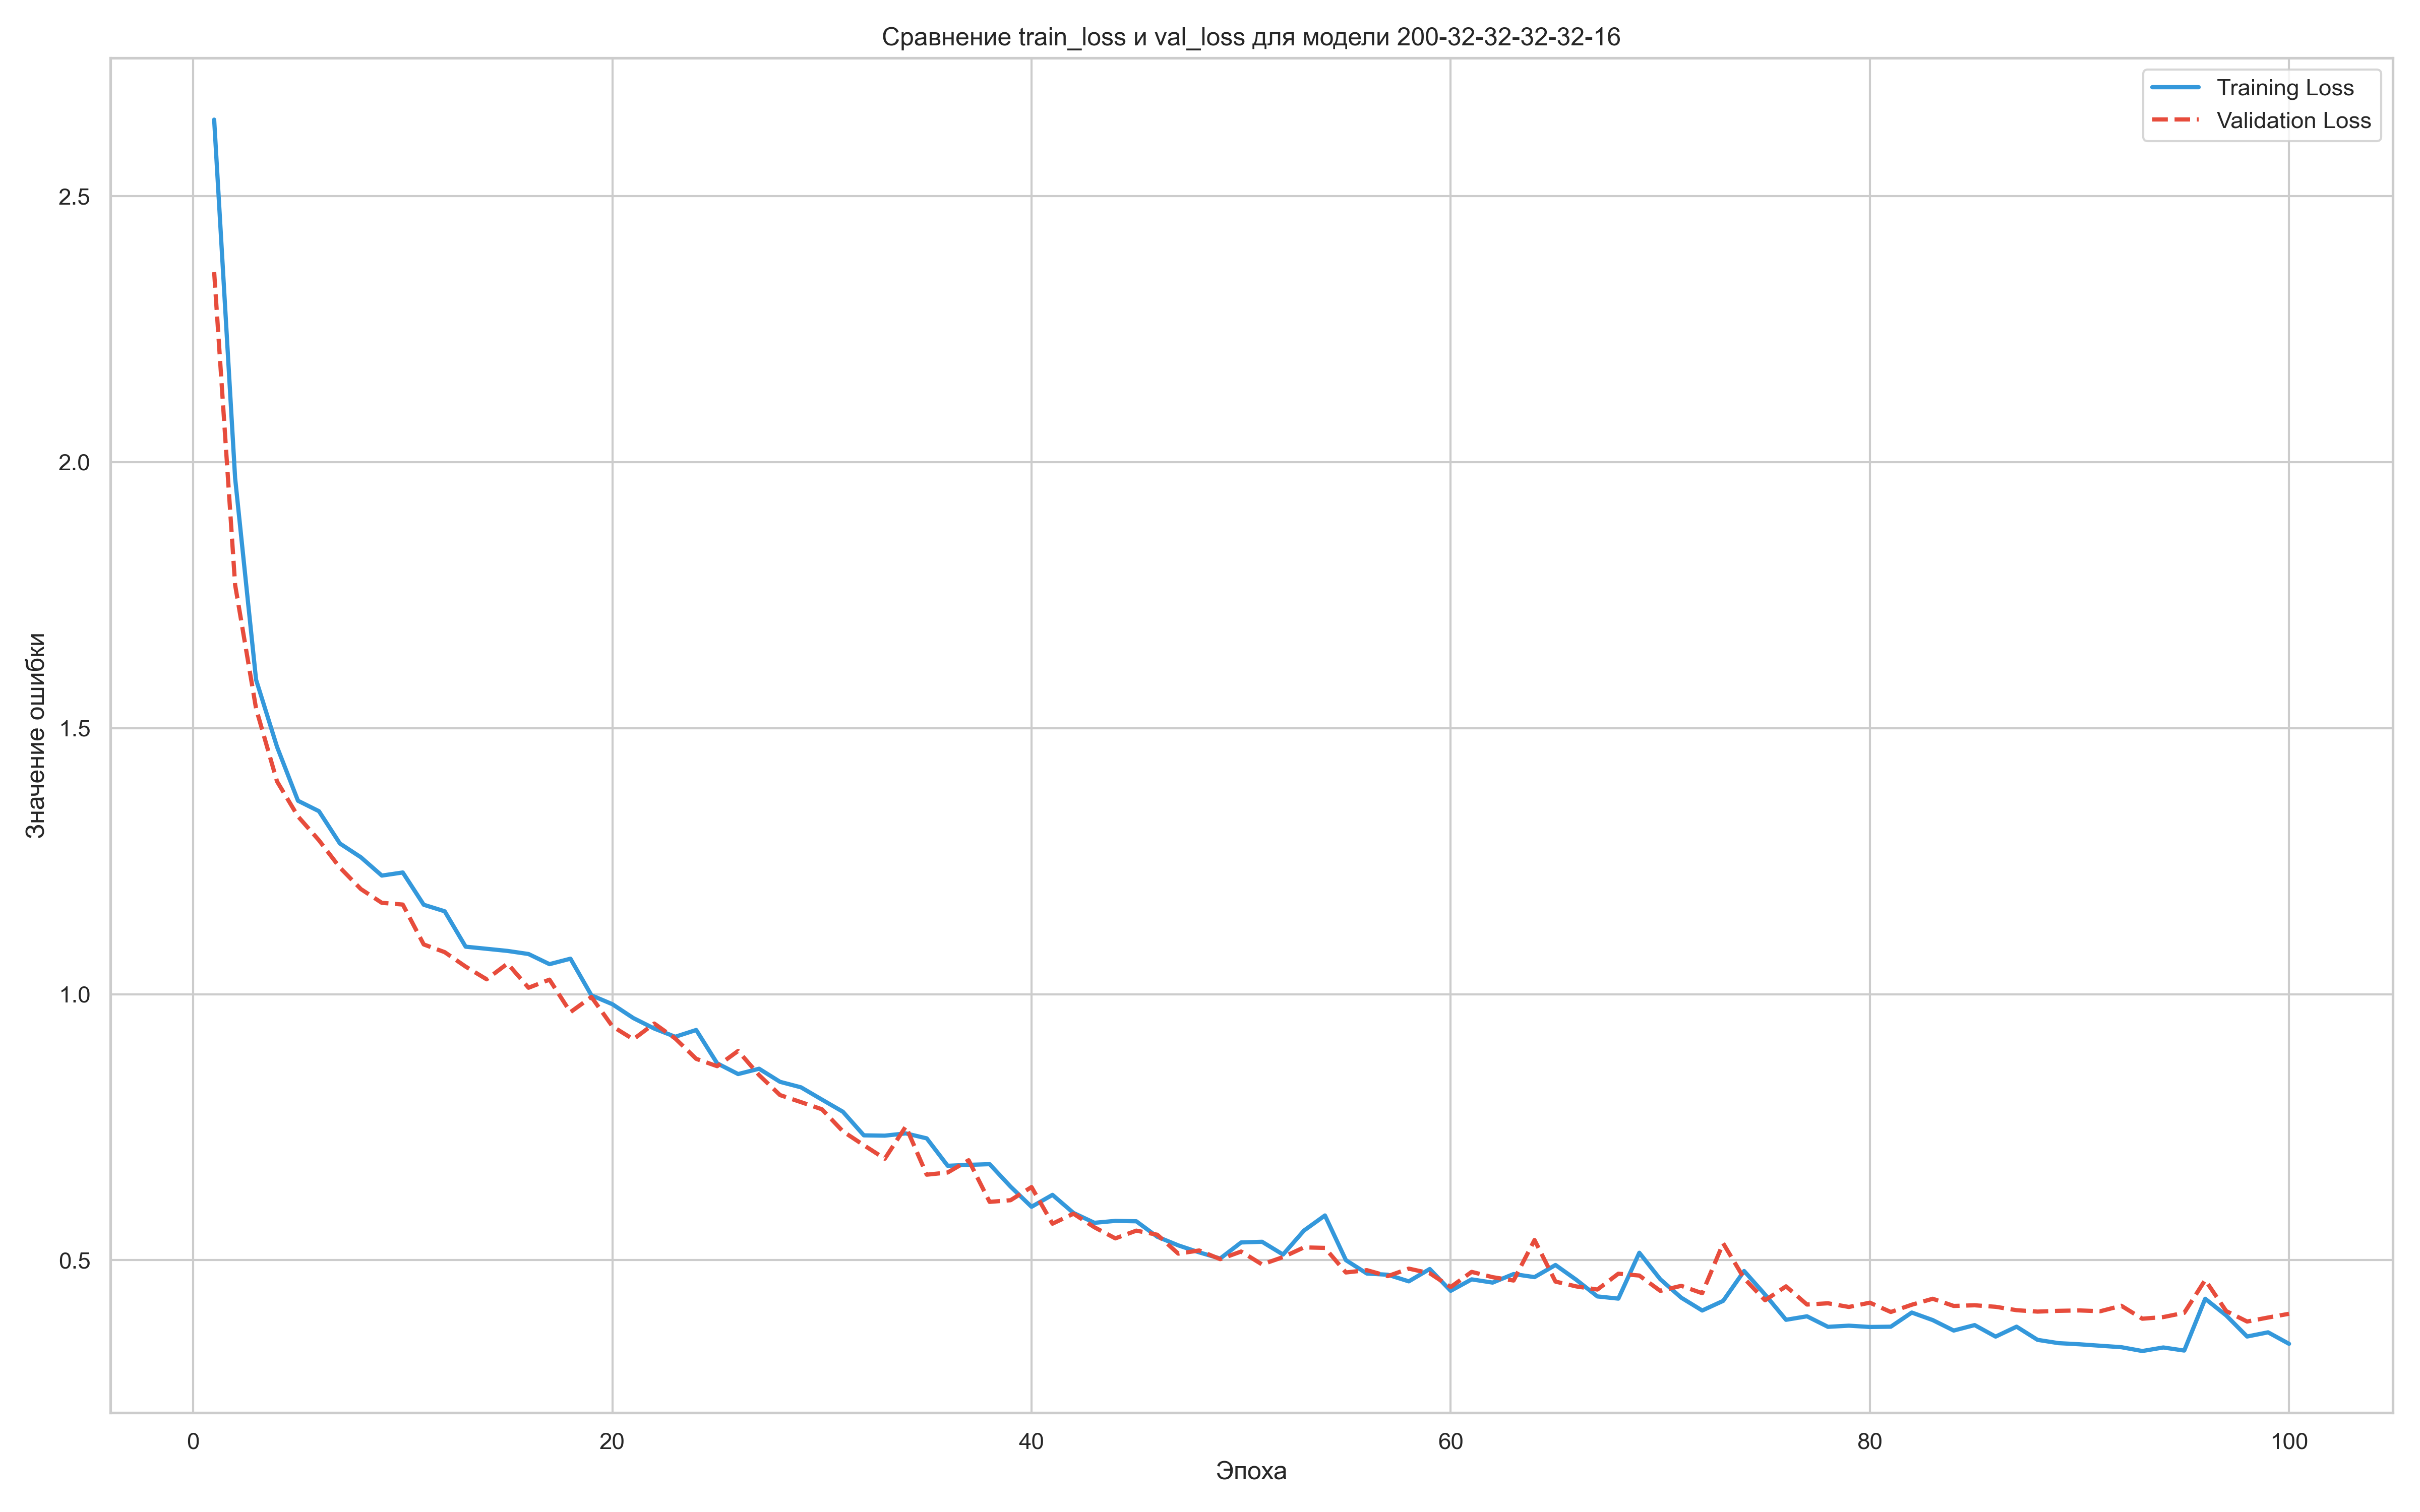 Сравнение train_loss и val_loss для модели 200-32-32-32-32-16
Training Loss
Validation Loss
2.5
2.0
1.5
1.0
0.5
Значение ошибки
0
20
40
60
80
100
Эпоха